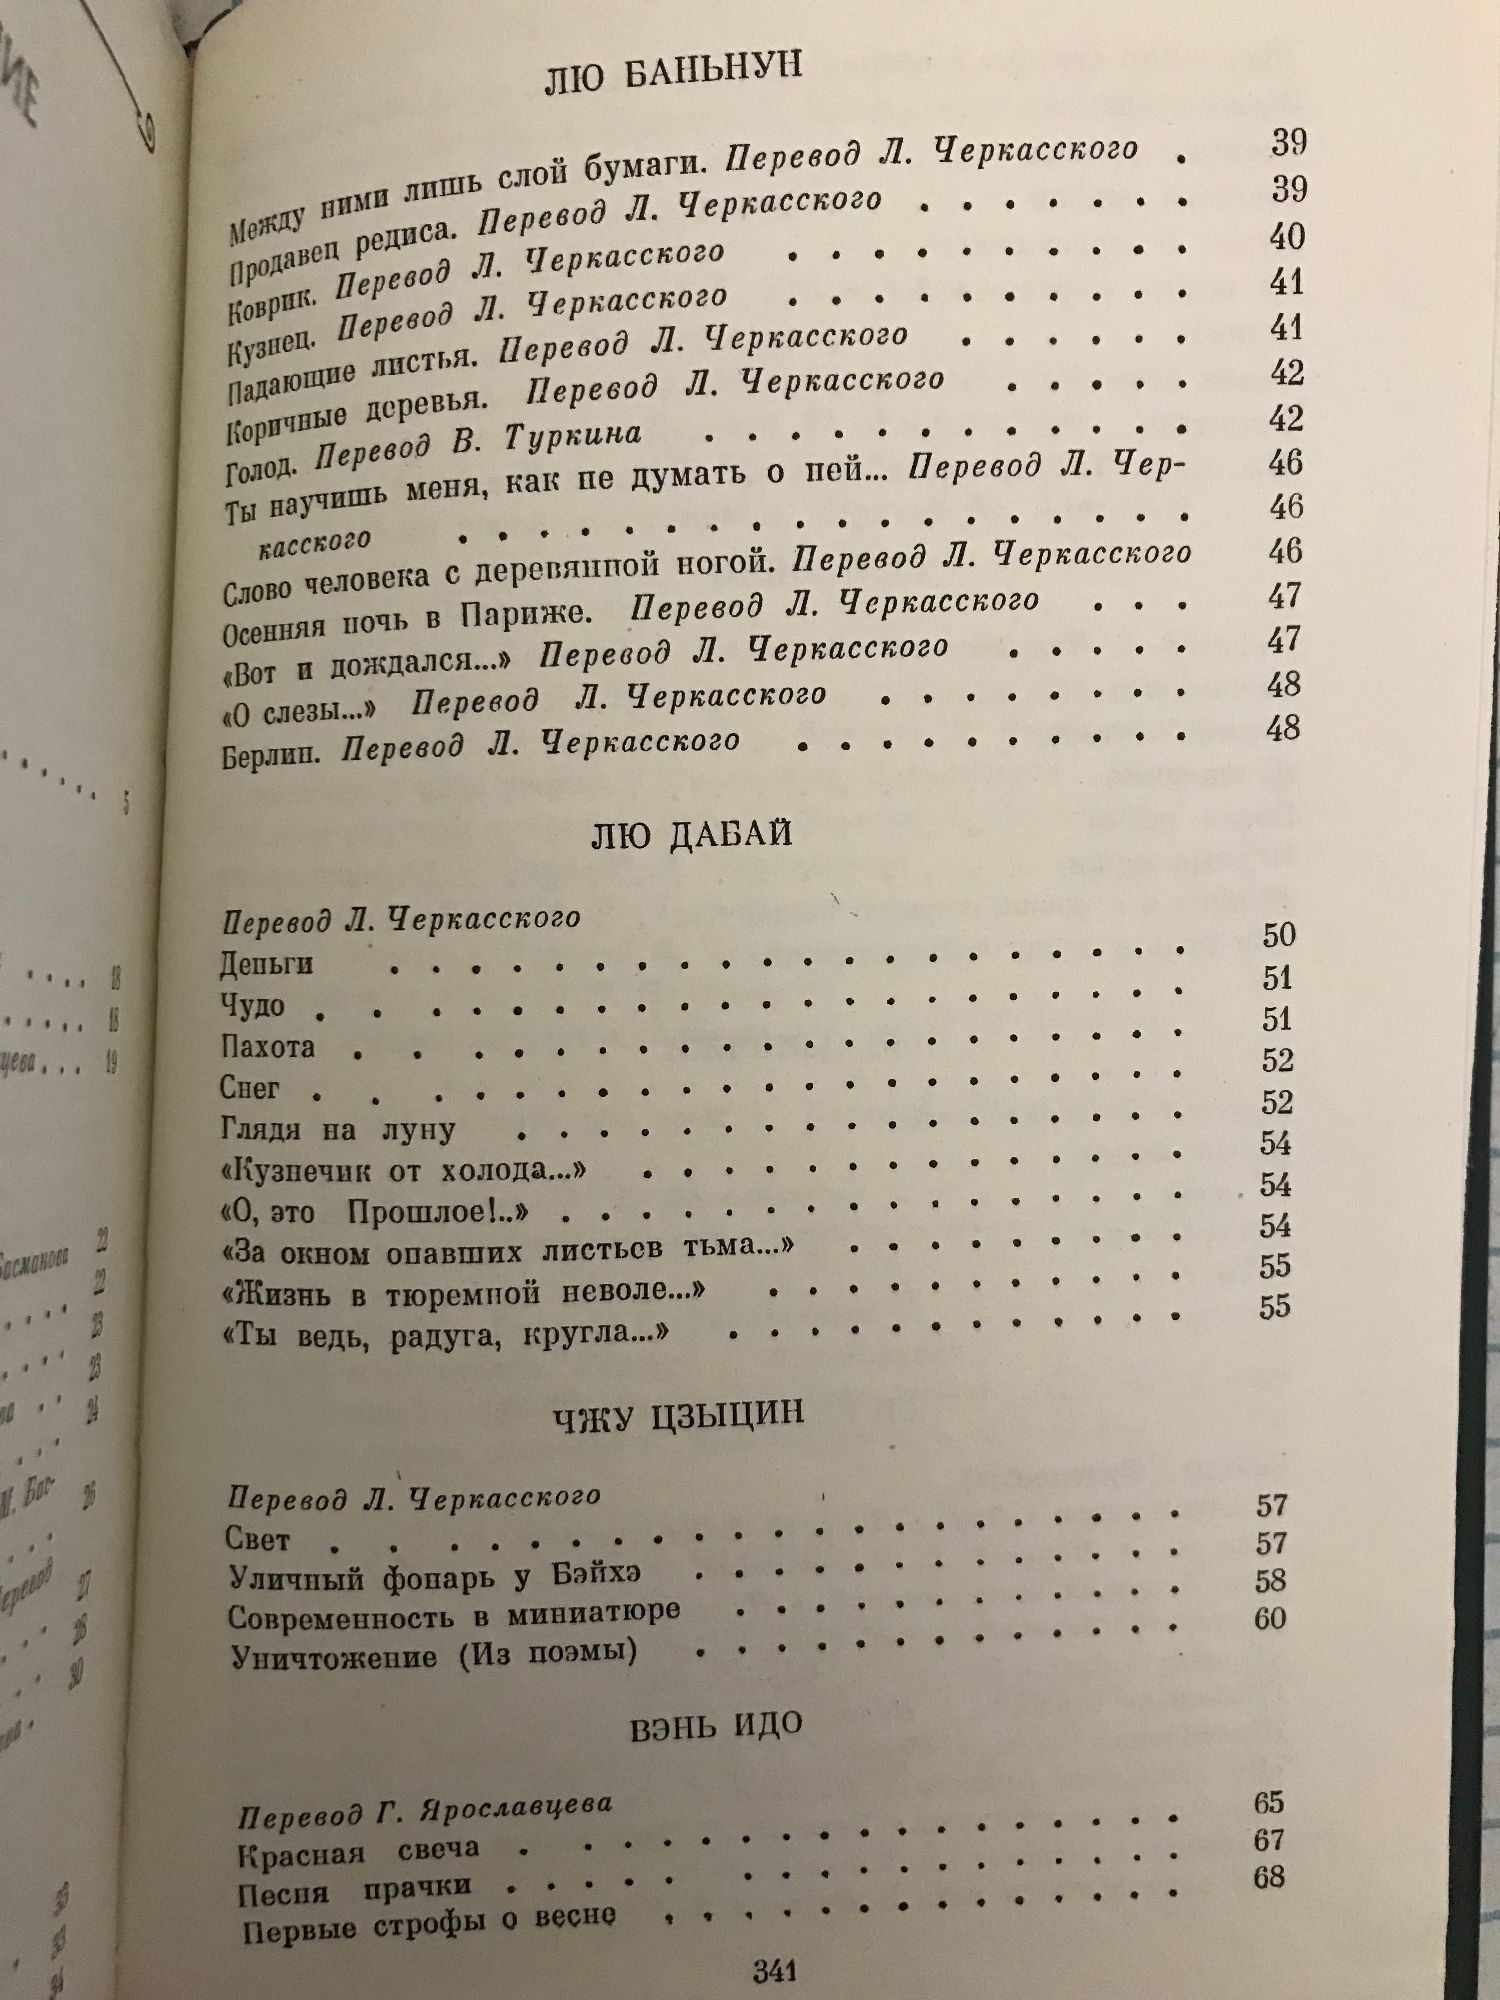 ЛЮ БАНЬНУН
Между ними лишь слой бумаги. Перевод Л. Черкасского . 39
Продавец редиса. Перевод Л. Черкасского . . . . . . . 39
Коврик. Перевод Л. Черкасского . . . . . . . . . . 40
Кузнец. Перевод Л. Черкасского . . . . . . . . . . 41
Падающие листья. Перевод Л. Черкасского . . . . . . 41
Коричные деревья. Перевод Л. Черкасского . . . . . 42
Голод. Перевод В. Туркина . . . . . . . . . . . . 42
Ты научишь меня, как не думать о ней... Перевод Л. Чер- 46
касского . . . . . . . . . . . . . . . . . . 46
Слово человека с деревянной ногой. Перевод Л. Черкасского 46
Осенняя ночь в Париже. Перевод Л. Черкасского . . . 47
«Вот и дождался...» Перевод Л. Черкасского . . . . . 47
«О слезы...» Перевод Л. Черкасского . . . . . . . . 48
Берлин. Перевод Л. Черкасского . . . . . . . . . . 48
ЛЮ ДАБАЙ
Перевод Л. Черкасского
Деньги . . . . . . . . . . . . . . . . . . . . 50
Чудо . . . . . . . . . . . . . . . . . . . . . 51
Пахота . . . . . . . . . . . . . . . . . . . . 51
Снег . . . . . . . . . . . . . . . . . . . . . 52
Глядя на луну . . . . . . . . . . . . . . . . . 52
«Кузнечик от холода...» . . . . . . . . . . . . . . 54
«О, это Прошлое!..» . . . . . . . . . . . . . . . . 54
«За окном опавших листьев тьма...» . . . . . . . . . 54
«Жизнь в тюремной неволе...» . . . . . . . . . . . 55
«Ты ведь, радуга, кругла...» . . . . . . . . . . . . 55
ЧЖУ ЦЗЫЦИН
Перевод Л. Черкасского
Свет . . . . . . . . . . . . . . . . . . . . . 57
Уличный фонарь у Бэйхэ . . . . . . . . . . . . . 57
Современность в миниатюре . . . . . . . . . . . . 58
Уничтожение (Из поэмы) . . . . . . . . . . . . . 60
ВЭНЬ ИДО
Перевод Г. Ярославцева
Красная свеча . . . . . . . . . . . . . . . . . 65
Песня прачки . . . . . . . . . . . . . . . . . 67
Первые строфы о весне . . . . . . . . . . . . . . 68
341